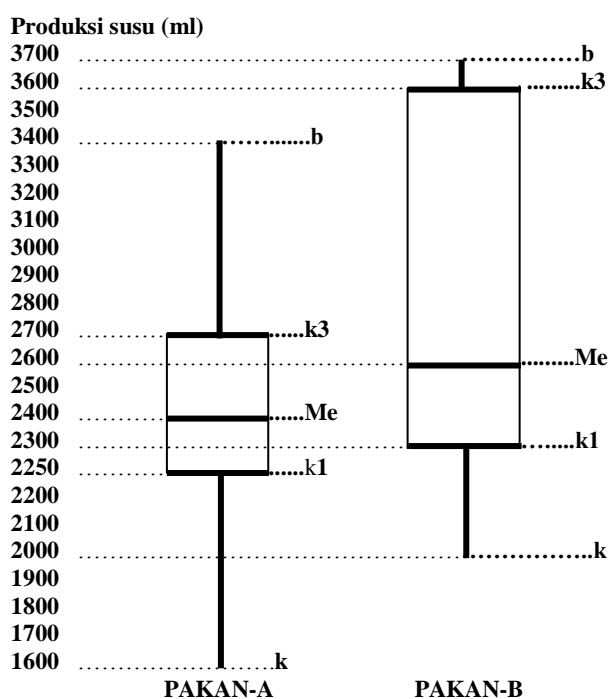 Produksi susu (ml)
3700 b
3600 k3
3500
3400 b
3300
3200
3100
3000
2900
2800
2700 k3
2600 Me
2500
2400 Me
2300 k1
2250 k1
2200
2100
2000 k
1900
1800
1700
1600 k
PAKAN-A PAKAN-B